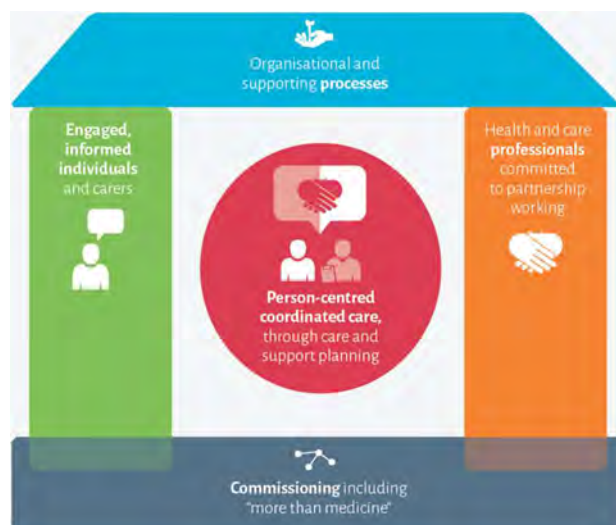 Organisational and
supporting processes
Engaged,
informed
individuals
and carers
Health and care
professionals
committed
to partnership
working
Person-centred
coordinated care,
through care and
support planning
Commissioning including
"more than medicine"